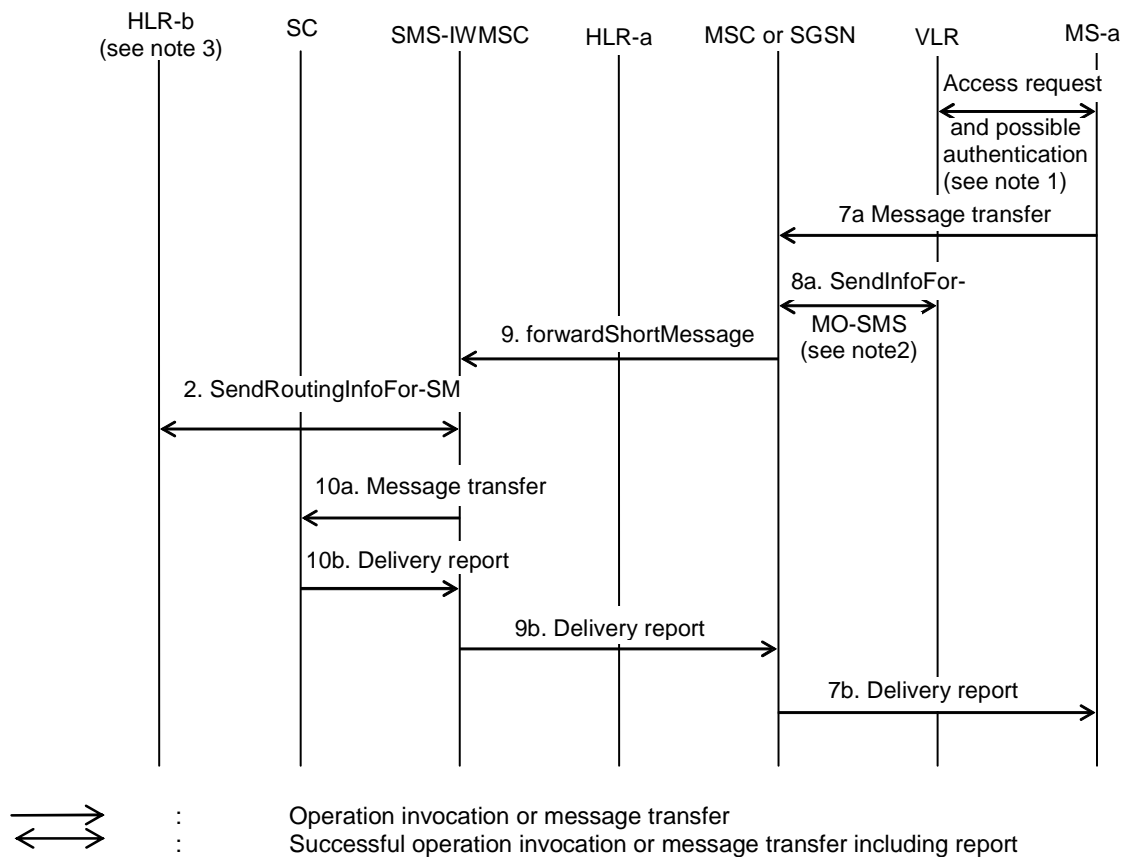 HLR-b
(see note 3)
SC
SMS-IWMSC
HLR-a
MSC or SGSN
VLR
MS-a
Access request
and possible
authentication
(see note 1)
7a Message transfer
8a. SendInfoFor-
MO-SMS
(see note2)
9. forwardShortMessage
2. SendRoutingInfoFor-SM
10a. Message transfer
10b. Delivery report
9b. Delivery report
7b. Delivery report
: Operation invocation or message transfer
: Successful operation invocation or message transfer including report